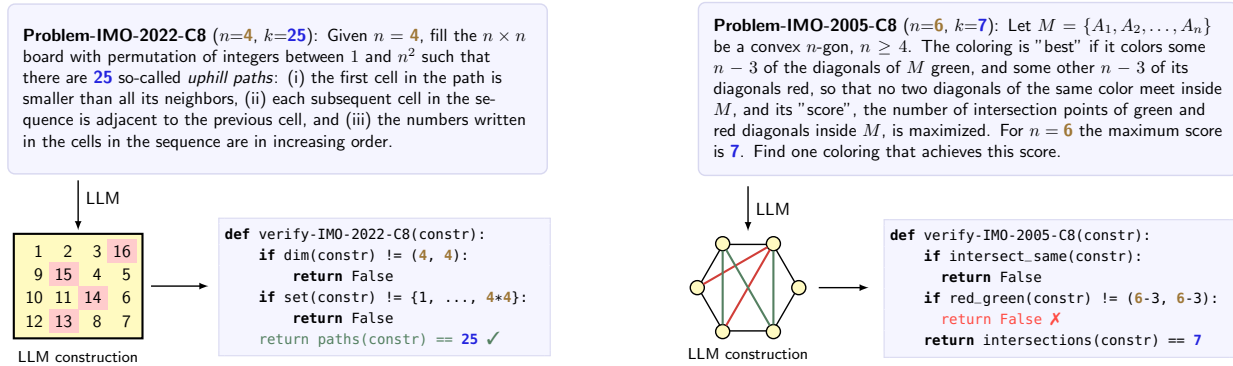 Problem-IMO-2022-C8 (n=4, k=25): Given n = 4, fill the n × n
board with permutation of integers between 1 and n² such that
there are 25 so-called uphill paths: (i) the first cell in the path is
smaller than all its neighbors, (ii) each subsequent cell in the se-
quence is adjacent to the previous cell, and (iii) the numbers written
in the cells in the sequence are in increasing order.
LLM
1 2 3 16
9 15 4 5
10 11 14 6
12 13 8 7
LLM construction
def verify-IMO-2022-C8(constr):
if dim(constr) != (4, 4):
return False
if set(constr) != {1, ..., 4*4}:
return False
return paths(constr) == 25 ✓
Problem-IMO-2005-C8 (n=6, k=7): Let M = {A₁, A₂, . . . , Aₙ}
be a convex n-gon, n ≥ 4. The coloring is ”best” if it colors some
n − 3 of the diagonals of M green, and some other n − 3 of its
diagonals red, so that no two diagonals of the same color meet inside
M, and its ”score”, the number of intersection points of green and
red diagonals inside M, is maximized. For n = 6 the maximum score
is 7. Find one coloring that achieves this score.
LLM
LLM construction
def verify-IMO-2005-C8(constr):
if intersect_same(constr):
return False
if red_green(constr) != (6-3, 6-3):
return False ✗
return intersections(constr) == 7